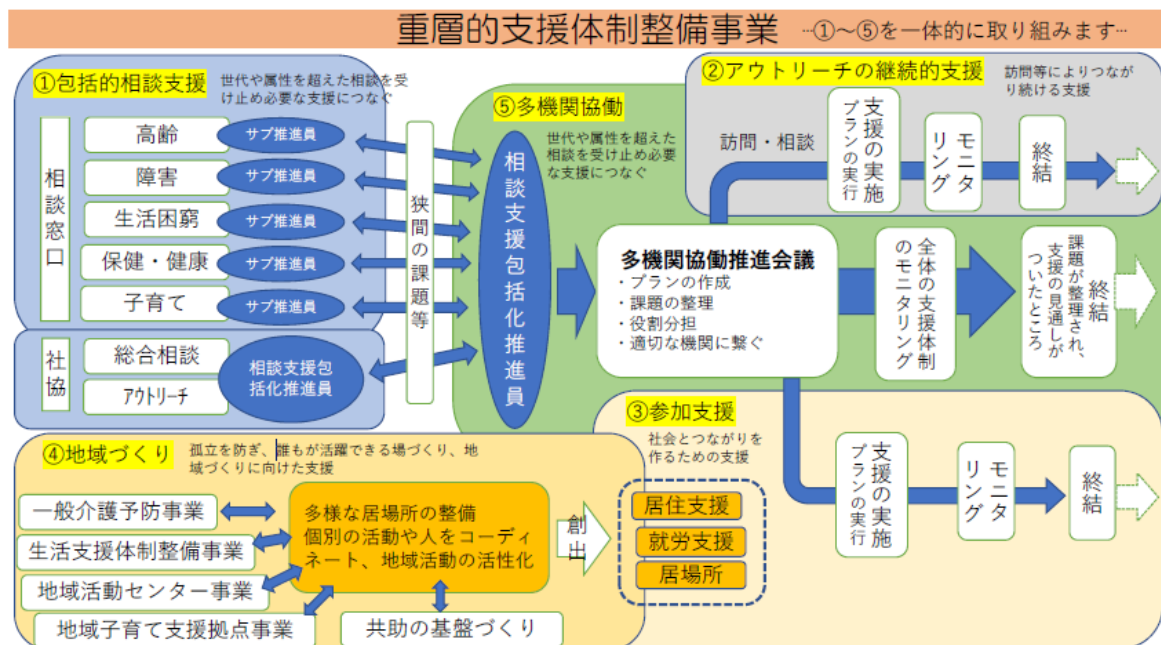 重層的支援体制整備事業 …①～⑤を一体的に取り組みます…
①包括的相談支援
世代や属性を超えた相談を受
け止め必要な支援につなぐ
相談窓口
高齢
サブ推進員
障害
サブ推進員
生活困窮
サブ推進員
保健・健康
サブ推進員
子育て
サブ推進員
社協
総合相談
アウトリーチ
相談支援包
括化推進員
狭間の課題等
⑤多機関協働
世代や属性を超えた
相談を受け止め必要
な支援につなぐ
相談支援包括化推進員
多機関協働推進会議
・プランの作成
・課題の整理
・役割分担
・適切な機関に繋ぐ
全体の支援体制
のモニタリング
終結
課題が整理され、
支援の見通しが
ついたところ
②アウトリーチの継続的支援
訪問等によりつなが
り続ける支援
訪問・相談
支援の実施
プランの実行
モニタ
リング
終結
③参加支援
社会とつながりを
作るための支援
居住支援
就労支援
居場所
支援の実施
プランの実行
モニタ
リング
終結
④地域づくり
孤立を防ぎ、誰もが活躍できる場づくり、地
域づくりに向けた支援
一般介護予防事業
生活支援体制整備事業
地域活動センター事業
地域子育て支援拠点事業
多様な居場所の整備
個別の活動や人をコーディ
ネート、地域活動の活性化
共助の基盤づくり
創出